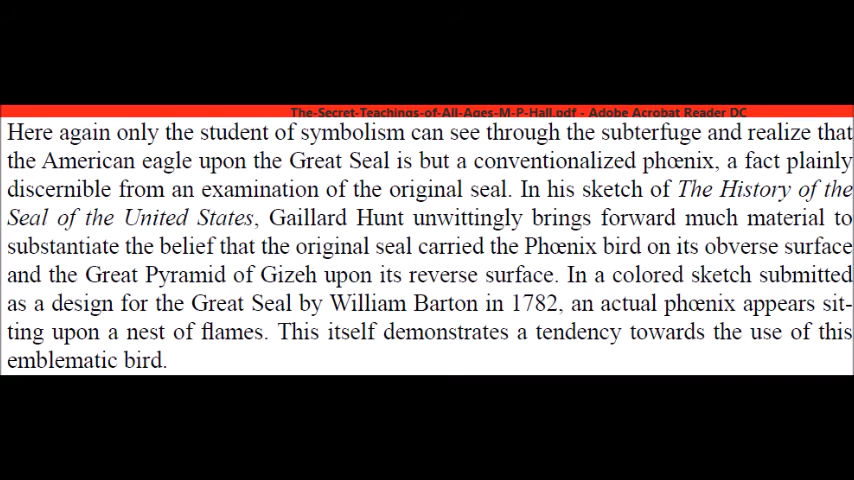 The-Secret-Teachings-of-All-Ages-M-P-Hall.pdf - Adobe Acrobat Reader DC
Here again only the student of symbolism can see through the subterfuge and realize that
the American eagle upon the Great Seal is but a conventionalized phœnix, a fact plainly
discernible from an examination of the original seal. In his sketch of The History of the
Seal of the United States, Gaillard Hunt unwittingly brings forward much material to
substantiate the belief that the original seal carried the Phœnix bird on its obverse surface
and the Great Pyramid of Gizeh upon its reverse surface. In a colored sketch submitted
as a design for the Great Seal by William Barton in 1782, an actual phœnix appears sit-
ting upon a nest of flames. This itself demonstrates a tendency towards the use of this
emblematic bird.